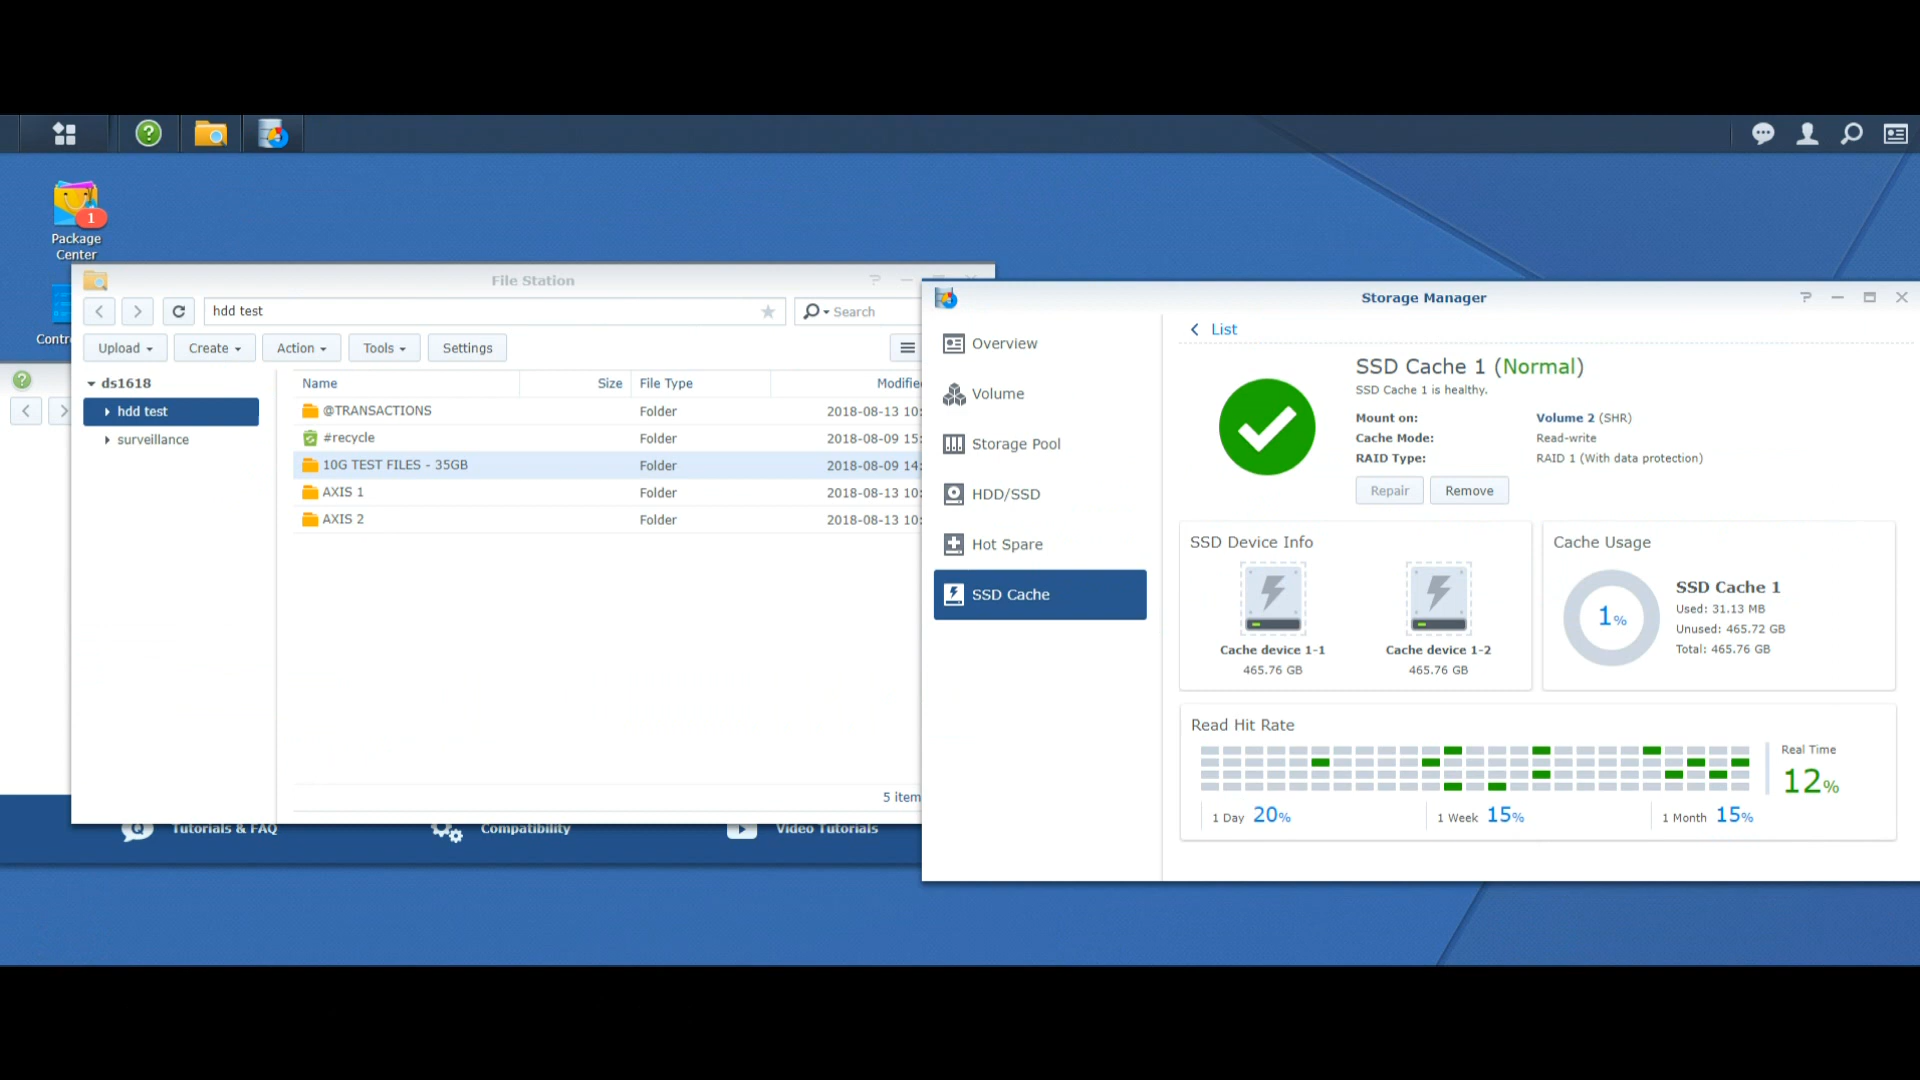 Package
Center
1
Contr
File Station
hdd test
Search
Upload
Create
Action
Tools
Settings
ds1618
hdd test
surveillance
Name
Size
File Type
Modifie
@TRANSACTIONS
Folder
2018-08-13 10:
#recycle
Folder
2018-08-09 15:
10G TEST FILES - 35GB
Folder
2018-08-09 14:
AXIS 1
Folder
2018-08-13 10:
AXIS 2
Folder
2018-08-13 10:
5 item
Tutorials & FAQ
Compatibility
Video Tutorials
Storage Manager
Overview
Volume
Storage Pool
HDD/SSD
Hot Spare
SSD Cache
List
SSD Cache 1 (Normal)
SSD Cache 1 is healthy.
Mount on: Volume 2 (SHR)
Cache Mode: Read-write
RAID Type: RAID 1 (With data protection)
Repair
Remove
SSD Device Info
Cache device 1-1
465.76 GB
Cache device 1-2
465.76 GB
Cache Usage
1%
SSD Cache 1
Used: 31.13 MB
Unused: 465.72 GB
Total: 465.76 GB
Read Hit Rate
Real Time
12%
1 Day 20%
1 Week 15%
1 Month 15%